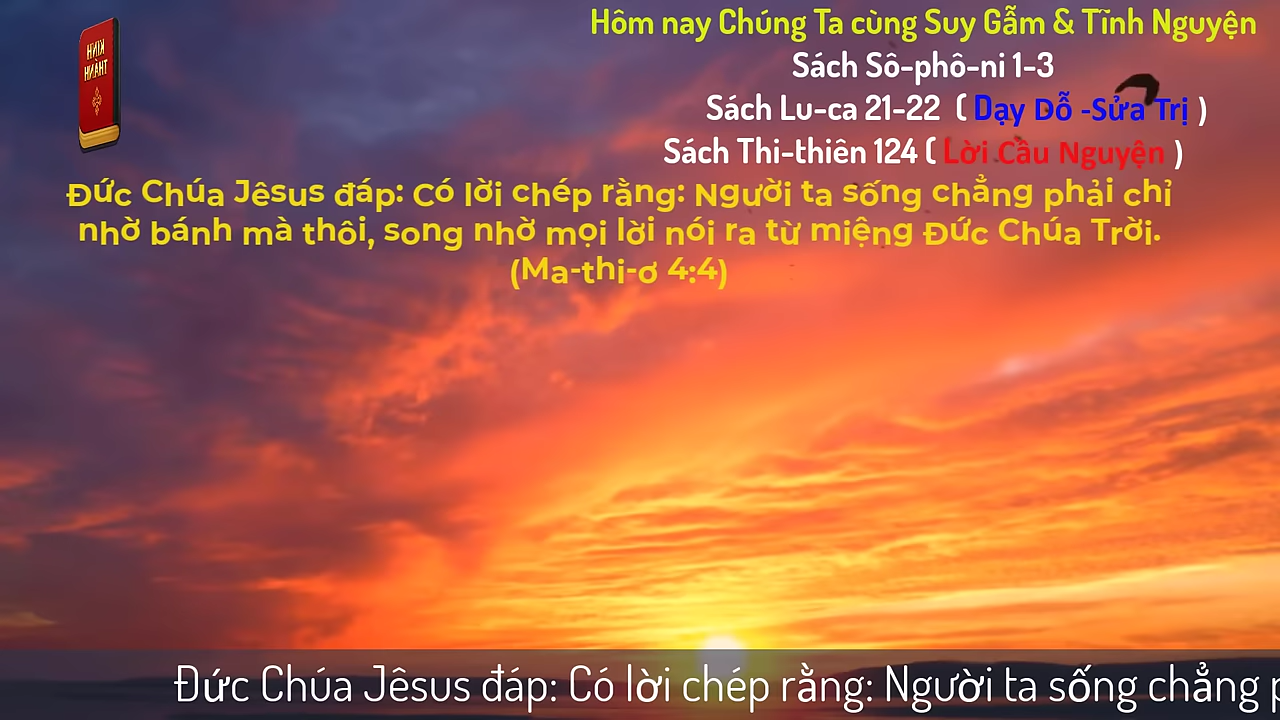 KINH
THÁNH
Hôm nay Chúng Ta cùng Suy Gẫm & Tĩnh Nguyện
Sách Sô-phô-ni 1-3
Sách Lu-ca 21-22 ( Dạy Dỗ -Sửa Trị )
Sách Thi-thiên 124 ( Lời Cầu Nguyện )
Đức Chúa Jêsus đáp: Có lời chép rằng: Người ta sống chẳng phải chỉ
nhờ bánh mà thôi, song nhờ mọi lời nói ra từ miệng Đức Chúa Trời.
(Ma-thi-ơ 4:4)
Đức Chúa Jêsus đáp: Có lời chép rằng: Người ta sống chẳng p